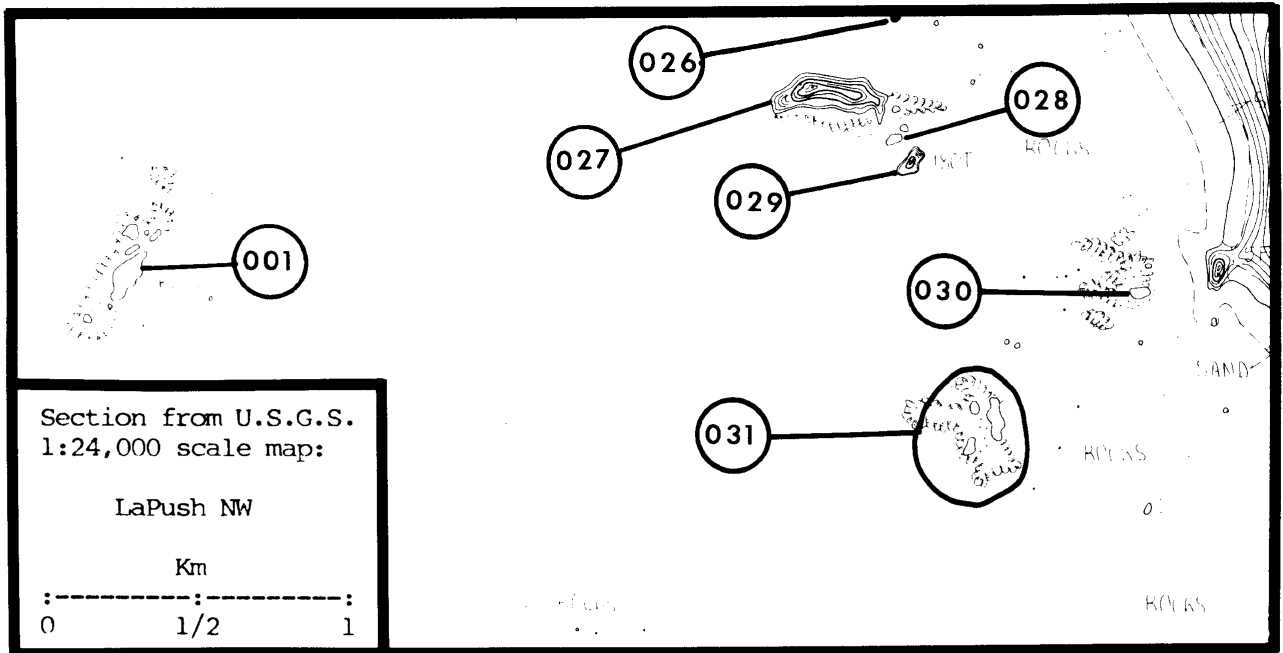 026
028
027
ROCKS
029
001
030
SAND
031
ROCKS
Section from U.S.G.S.
1:24,000 scale map:
LaPush NW
Km
:---------:---------:
0 1/2 1
ROCKS
ROCKS